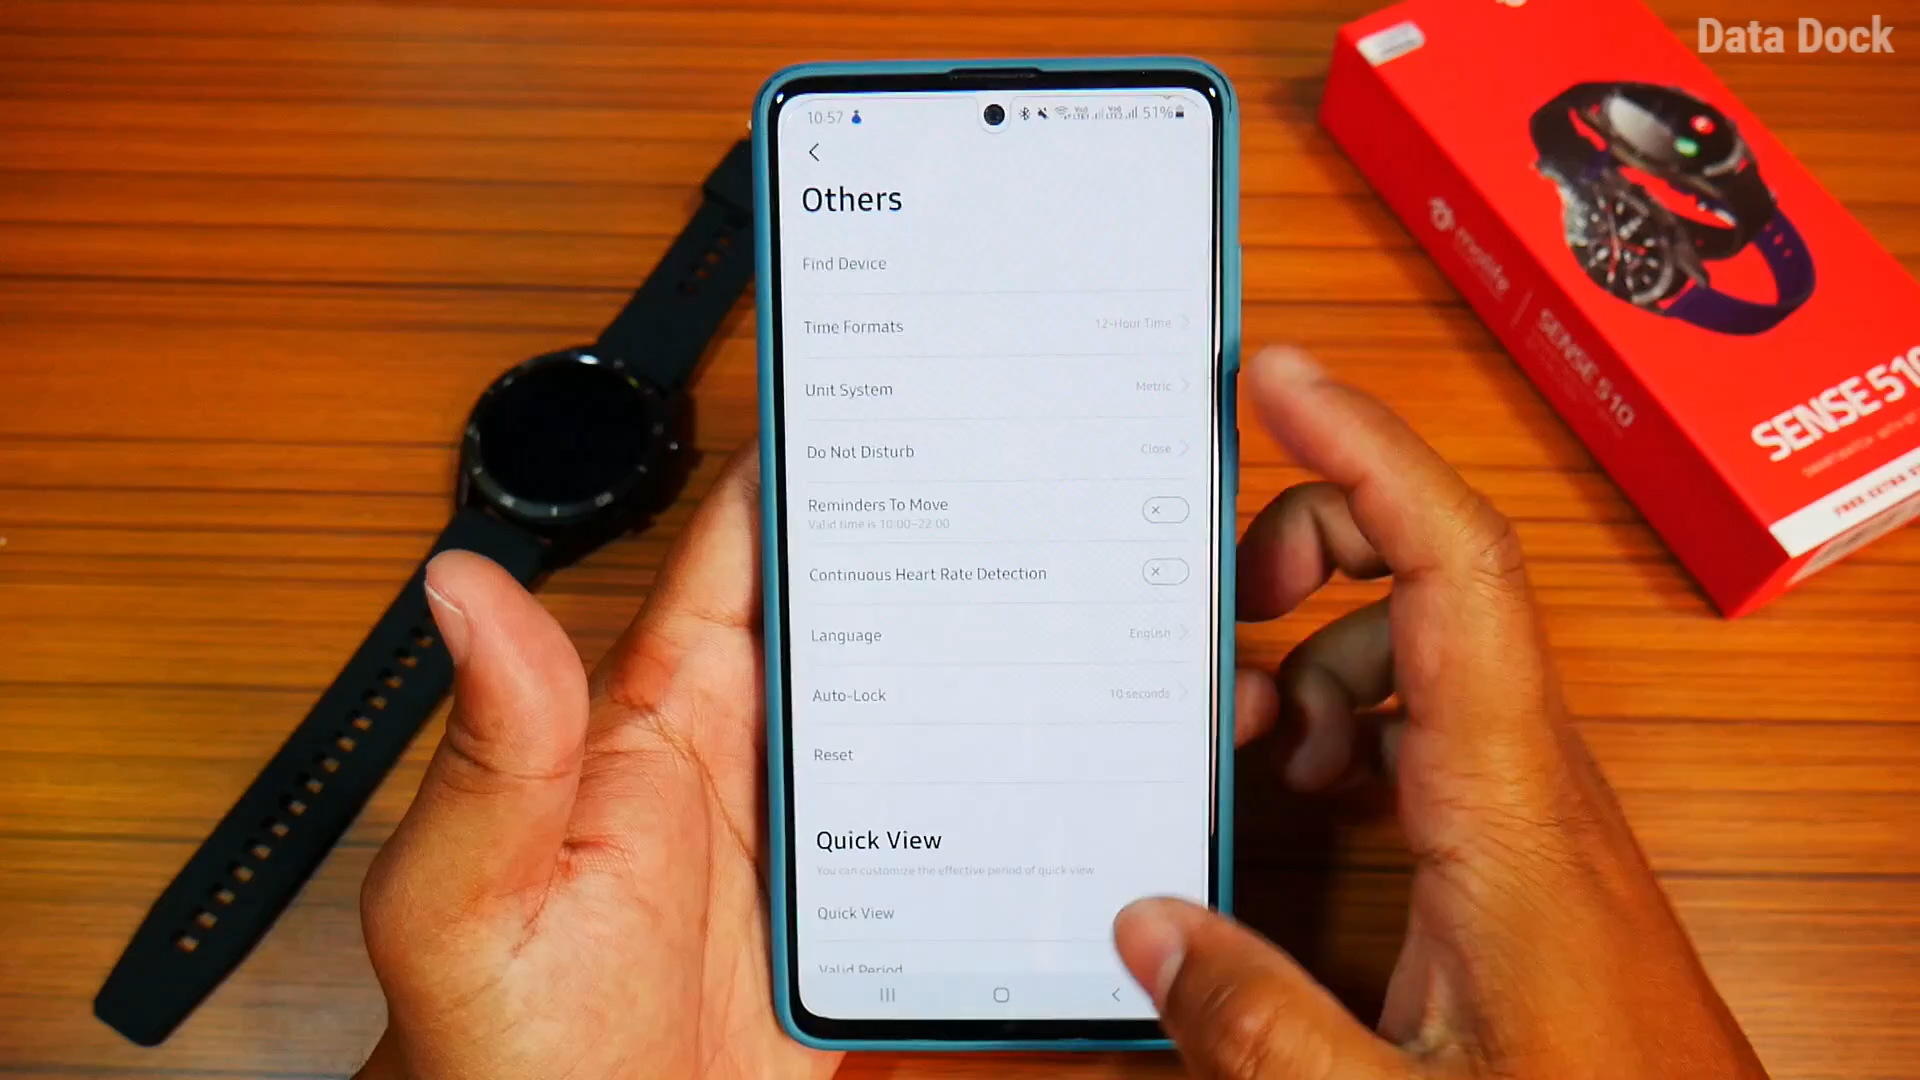 Data Dock
10:57
51%
Others
Find Device
Time Formats 12-Hour Time
Unit System Metric
Do Not Disturb Close
Reminders To Move
Valid time is 10:00-22:00
Continuous Heart Rate Detection
Language English
Auto-Lock 10 seconds
Reset
Quick View
You can customize the effective period of quick view
Quick View
Valid Period
molife
SENSE 510
SENSE 510